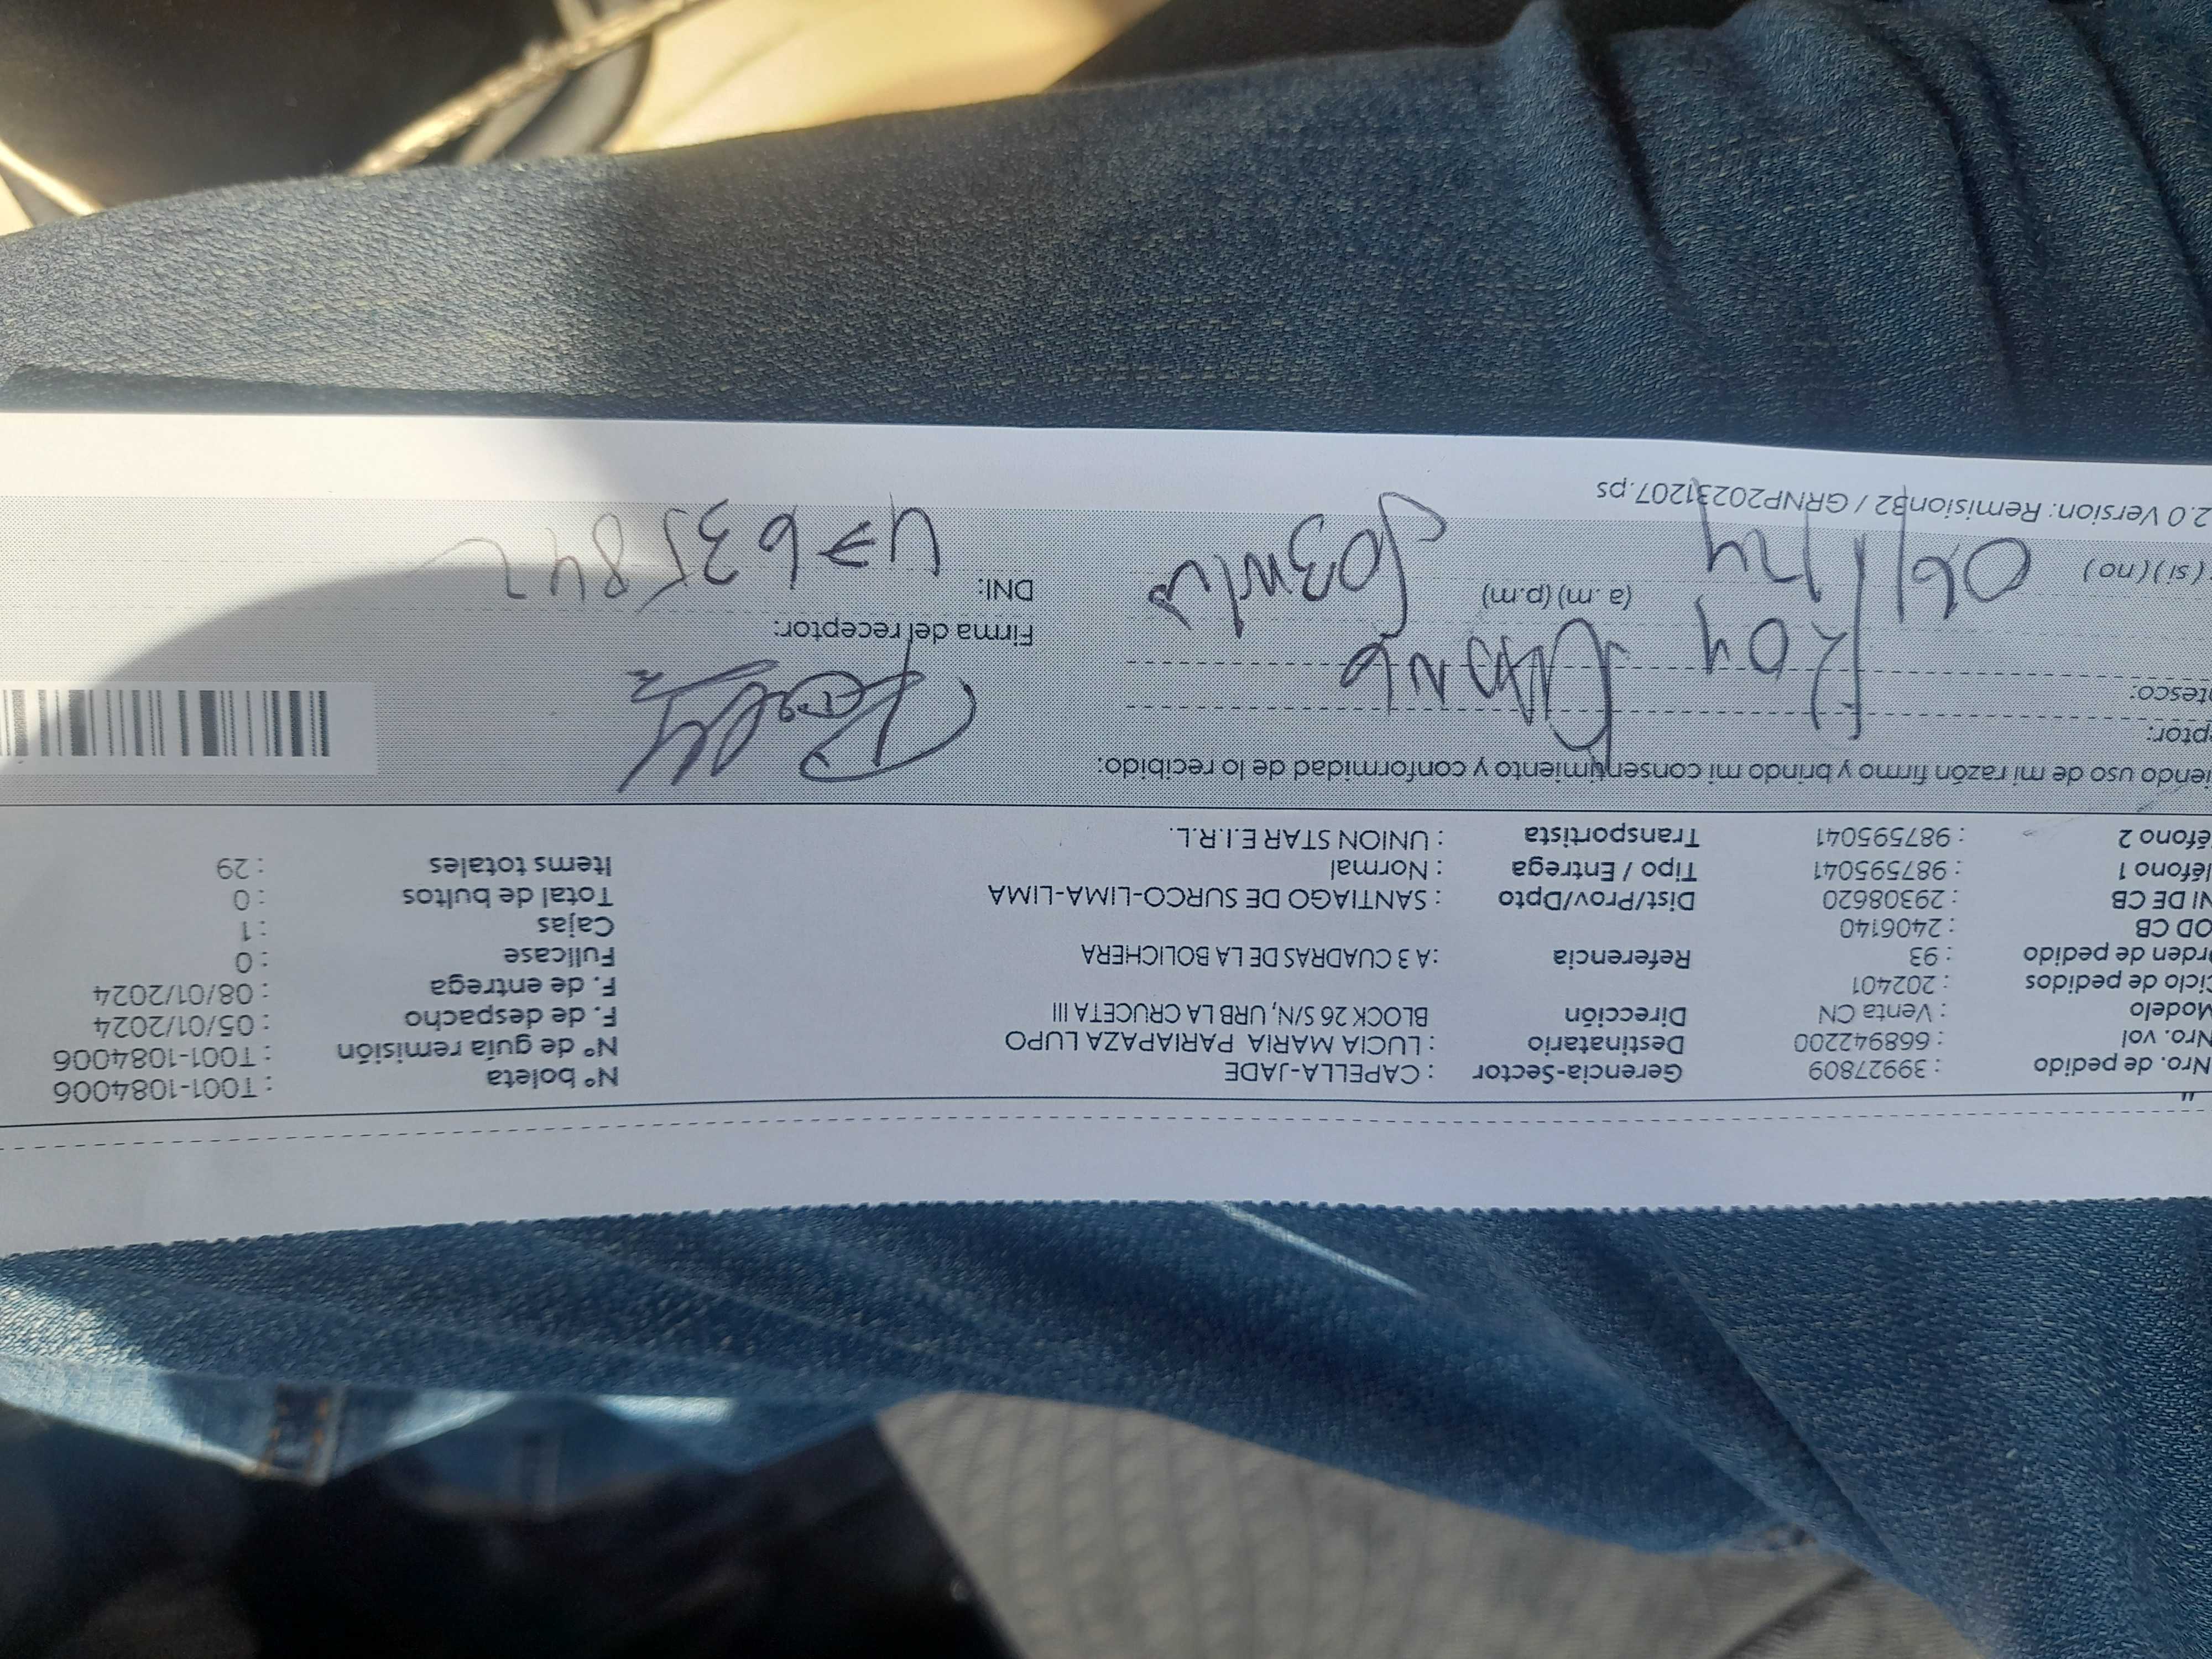 Nro. de pedido : 39927809 Gerencia-Sector : CAPELLA-JADE N° boleta : T001-1084006
Nro. vol : 668942200 Destinatario : LUCIA MARIA PARIAPAZA LUPO N° de guía remisión : T001-1084006
Modelo : Venta CN Dirección BLOCK 26 S/N, URB LA CRUCETA III F. de despacho : 05/01/2024
Ciclo de pedidos : 202401 F. de entrega : 08/01/2024
rden de pedido : 93 Referencia : A 3 CUADRAS DE LA BOLICHERA Fullcase : 0
OD CB : 2406140 Cajas : 1
NI DE CB : 29308620 Dist/Prov/Dpto : SANTIAGO DE SURCO-LIMA-LIMA Total de bultos : 0
léfono 1 : 987595041 Tipo / Entrega : Normal Items totales : 29
léfono 2 : 987595041 Transportista : UNION STAR E.I.R.L.
iendo uso de mi razón firmo y brindo mi consentimiento y conformidad de lo recibido:
ptor:
tesco: Roy
Firma del receptor:
(si) (no) 06/1/24 (a.m) (p.m) DNI: 47635842
2.0 Version: Remision32 / GRNP20231207.ps